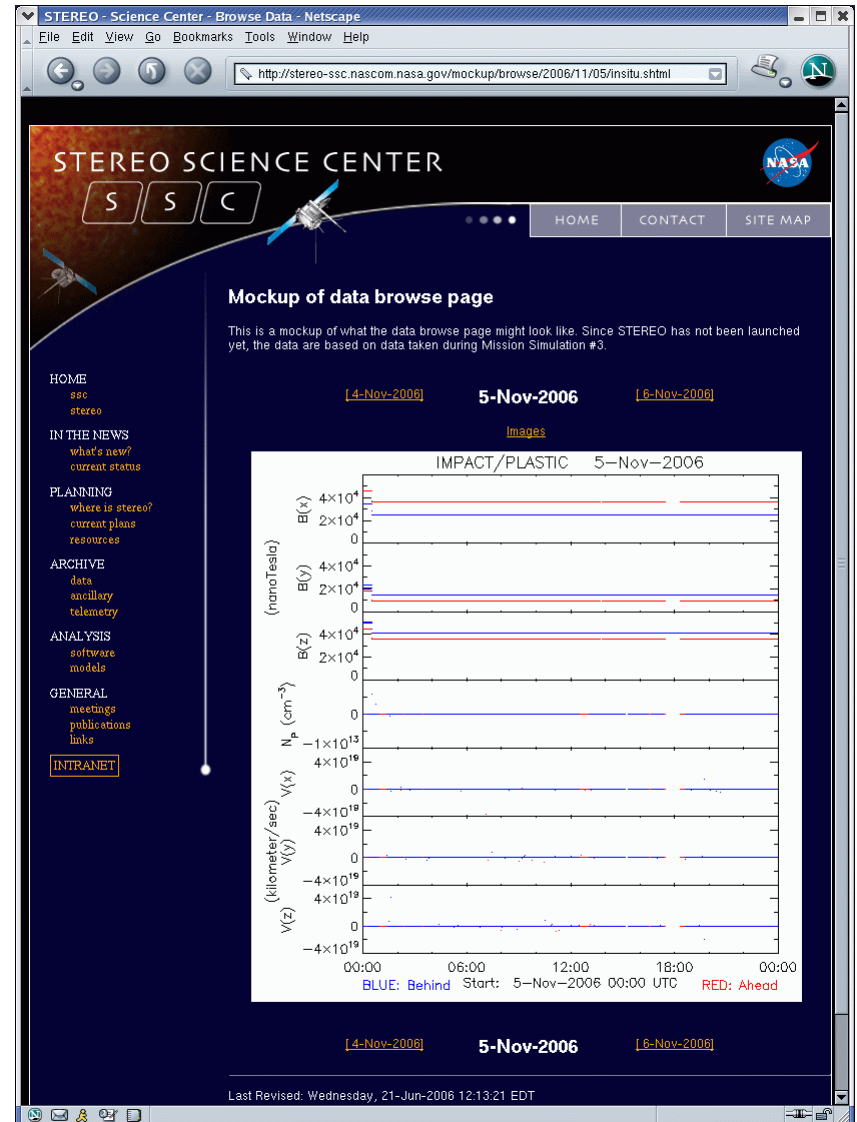 STEREO - Science Center - Browse Data - Netscape
File Edit View Go Bookmarks Tools Window Help
http://stereo-ssc.nascom.nasa.gov/mockup/browse/2006/11/05/insitu.shtml
N
STEREO SCIENCE CENTER
S S C
NASA
HOME CONTACT SITE MAP
Mockup of data browse page
This is a mockup of what the data browse page might look like. Since STEREO has not been launched
yet, the data are based on data taken during Mission Simulation #3.
HOME
ssc
stereo
IN THE NEWS
what's new?
current status
PLANNING
where is stereo?
current plans
resources
ARCHIVE
data
ancillary
telemetry
ANALYSIS
software
models
GENERAL
meetings
publications
links
INTRANET
[ 4-Nov-2006] 5-Nov-2006 [ 6-Nov-2006]
Images
IMPACT/PLASTIC 5-Nov-2006
(nanoTesla)
B(x)
4×10⁴
2×10⁴
0
B(y)
4×10⁴
2×10⁴
0
B(z)
4×10⁴
2×10⁴
0
Nₚ (cm⁻³)
0
-1×10¹³
(kilometer/sec)
V(x)
4×10¹⁹
0
-4×10¹⁹
V(y)
4×10¹⁹
0
-4×10¹⁹
V(z)
4×10¹⁹
0
-4×10¹⁹
00:00 06:00 12:00 18:00 00:00
BLUE: Behind Start: 5-Nov-2006 00:00 UTC RED: Ahead
[ 4-Nov-2006] 5-Nov-2006 [ 6-Nov-2006]
Last Revised: Wednesday, 21-Jun-2006 12:13:21 EDT